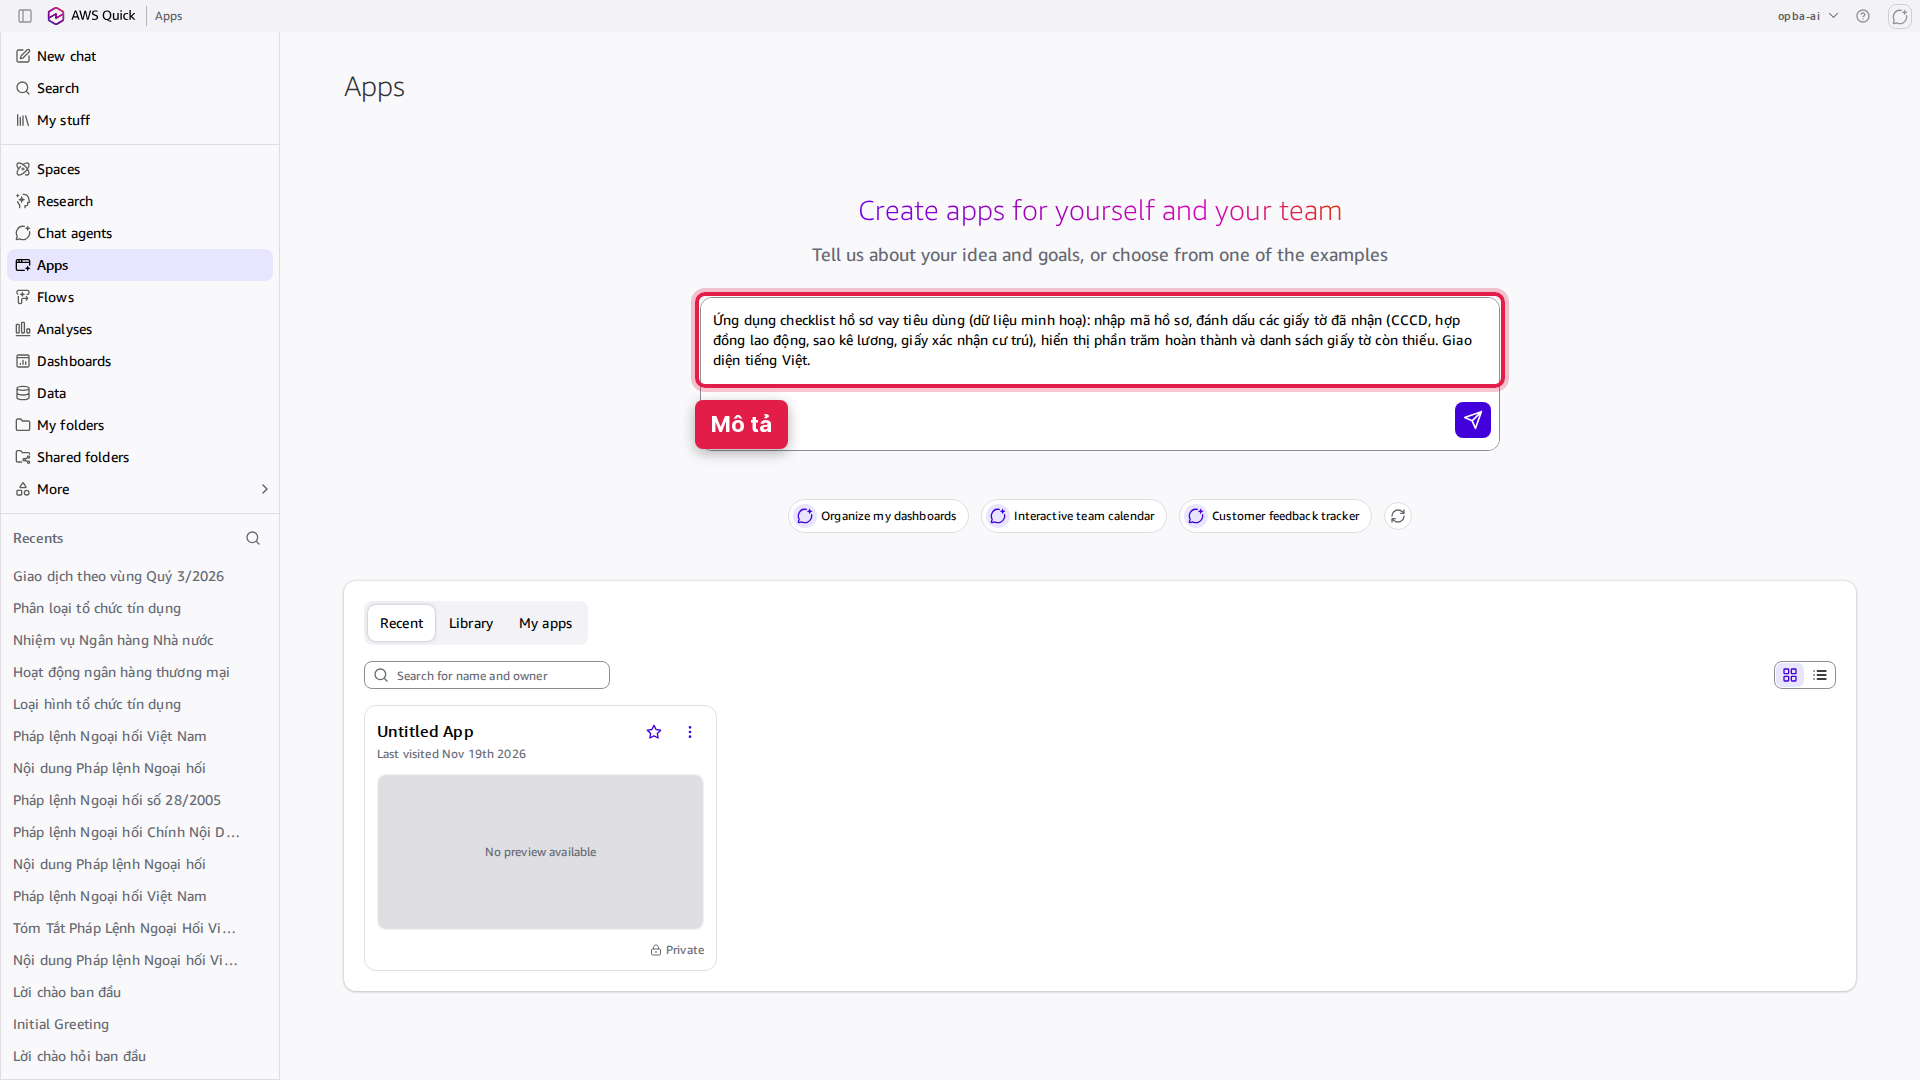 AWS Quick
Apps
opba-ai
New chat
Search
My stuff
Spaces
Research
Chat agents
Apps
Flows
Analyses
Dashboards
Data
My folders
Shared folders
More
Recents
Giao dịch theo vùng Quý 3/2026
Phân loại tổ chức tín dụng
Nhiệm vụ Ngân hàng Nhà nước
Hoạt động ngân hàng thương mại
Loại hình tổ chức tín dụng
Pháp lệnh Ngoại hối Việt Nam
Nội dung Pháp lệnh Ngoại hối
Pháp lệnh Ngoại hối số 28/2005
Pháp lệnh Ngoại hối Chính Nội D...
Nội dung Pháp lệnh Ngoại hối
Pháp lệnh Ngoại hối Việt Nam
Tóm Tắt Pháp Lệnh Ngoại Hối Vi...
Nội dung Pháp lệnh Ngoại hối Vi...
Lời chào ban đầu
Initial Greeting
Lời chào hỏi ban đầu
Apps
Create apps for yourself and your team
Tell us about your idea and goals, or choose from one of the examples
Ứng dụng checklist hồ sơ vay tiêu dùng (dữ liệu minh hoạ): nhập mã hồ sơ, đánh dấu các giấy tờ đã nhận (CCCD, hợp
đồng lao động, sao kê lương, giấy xác nhận cư trú), hiển thị phần trăm hoàn thành và danh sách giấy tờ còn thiếu. Giao
diện tiếng Việt.
Mô tả
Organize my dashboards
Interactive team calendar
Customer feedback tracker
Recent
Library
My apps
Search for name and owner
Untitled App
Last visited Nov 19th 2026
No preview available
Private